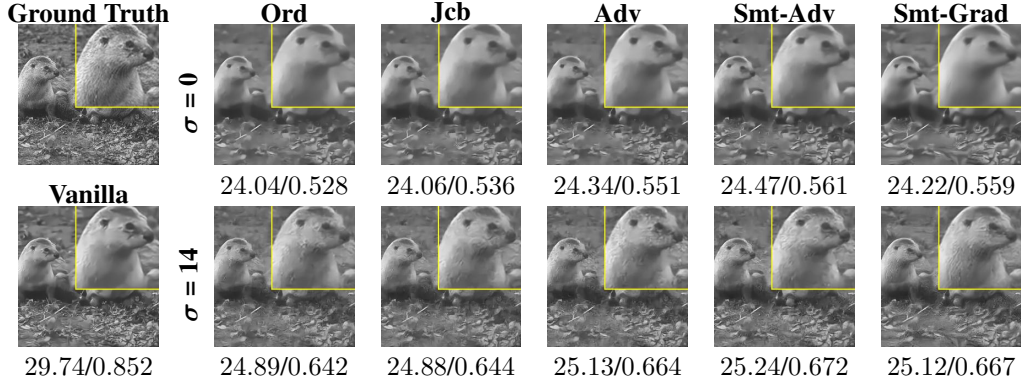 Ground Truth Ord Jcb Adv Smt-Adv Smt-Grad
σ = 0
24.04/0.528 24.06/0.536 24.34/0.551 24.47/0.561 24.22/0.559
Vanilla
σ = 14
29.74/0.852 24.89/0.642 24.88/0.644 25.13/0.664 25.24/0.672 25.12/0.667